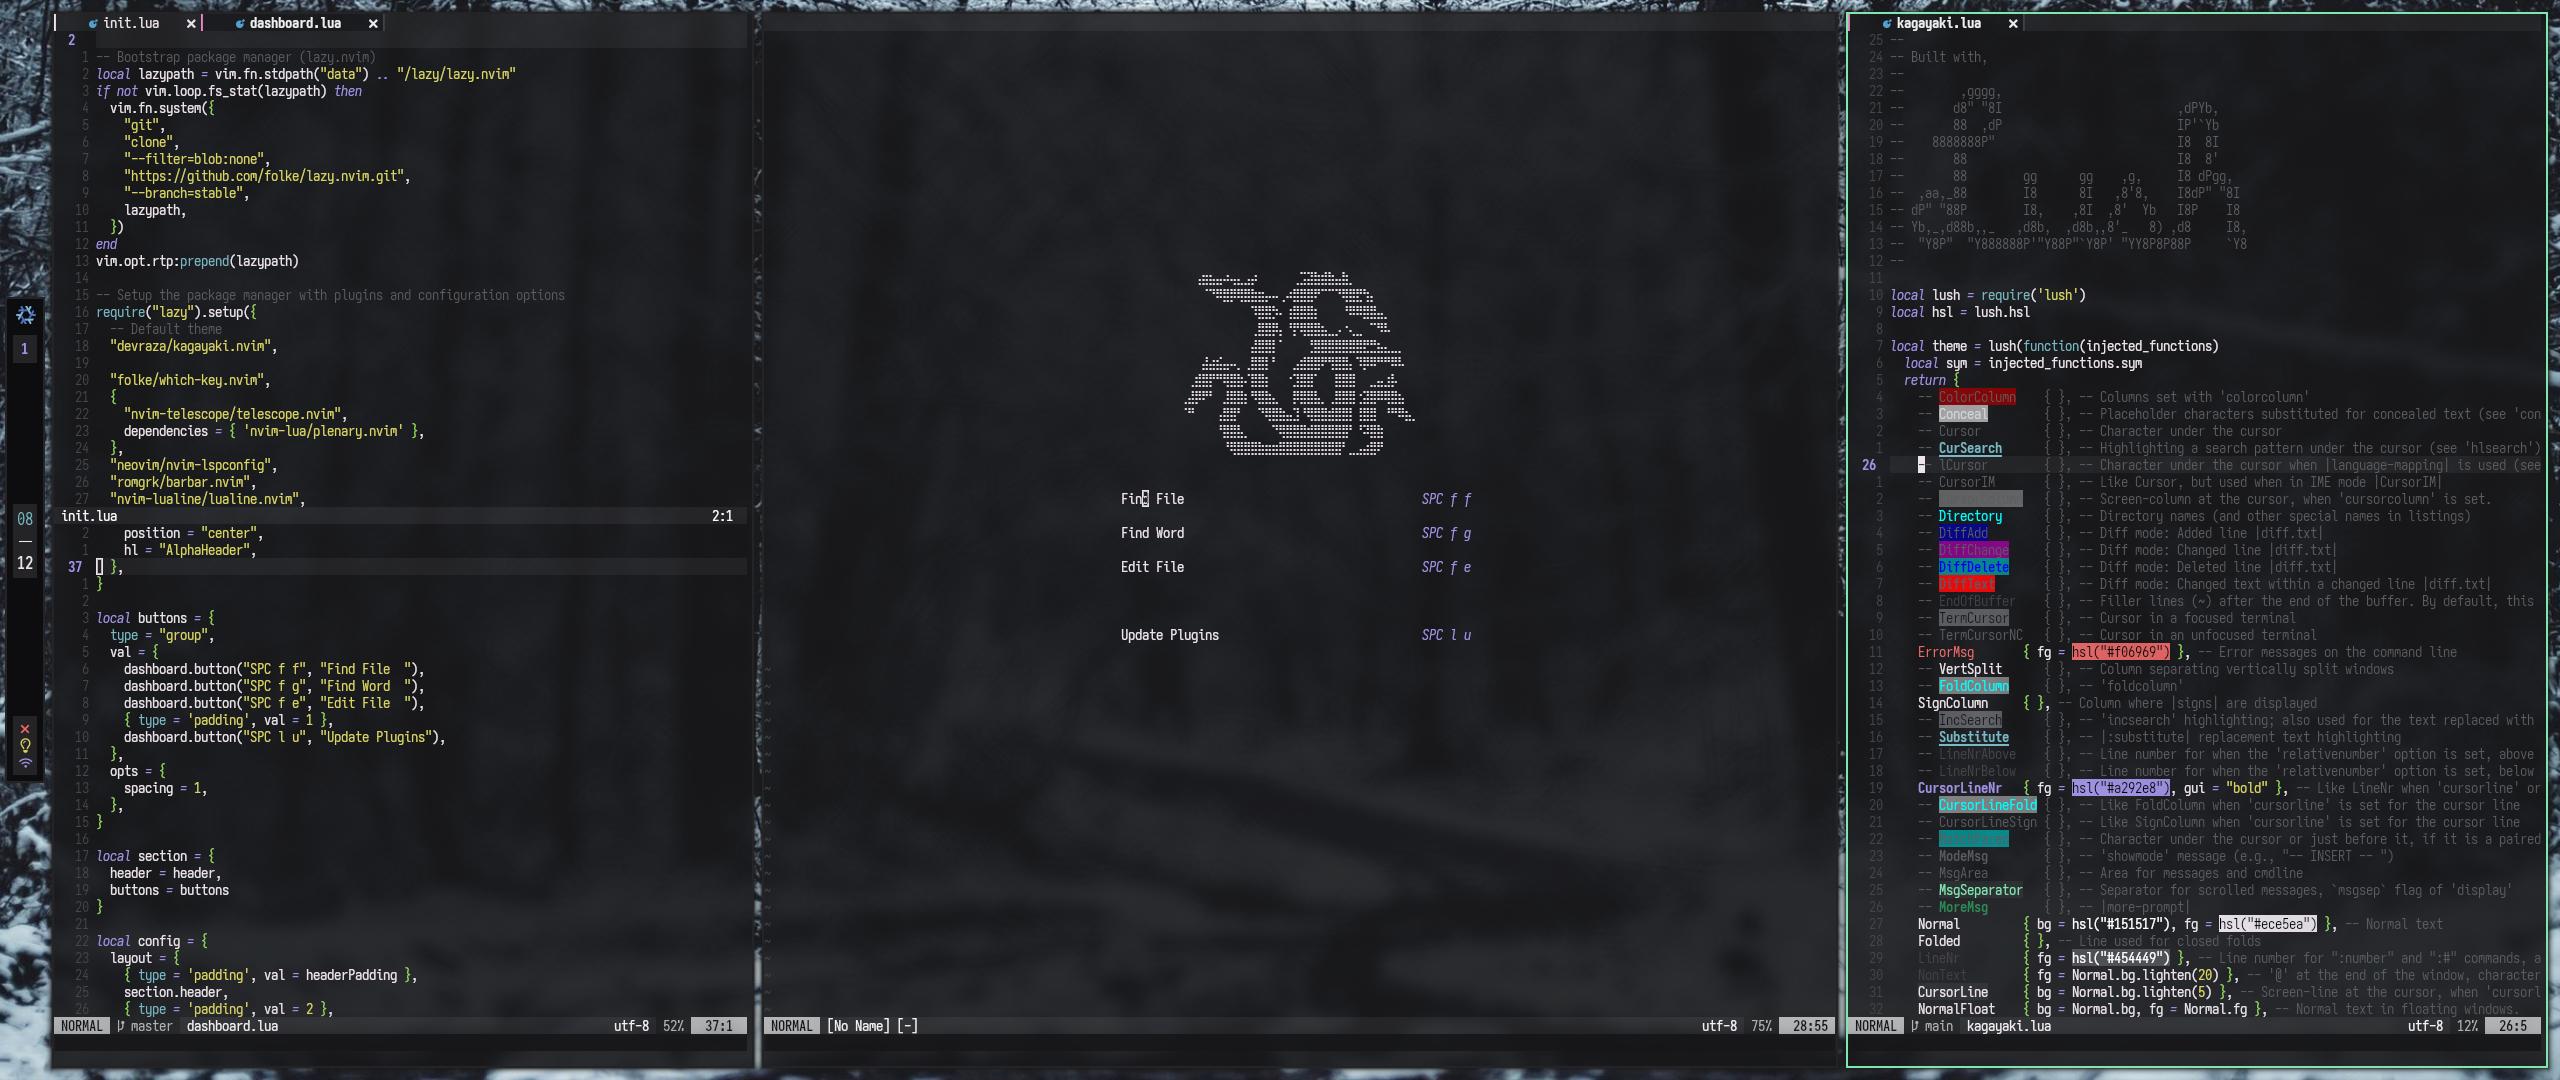 1
08
—
12
init.lua × dashboard.lua ×
2
1 -- Bootstrap package manager (lazy.nvim)
2 local lazypath = vim.fn.stdpath("data") .. "/lazy/lazy.nvim"
3 if not vim.loop.fs_stat(lazypath) then
4 vim.fn.system({
5 "git",
6 "clone",
7 "--filter=blob:none",
8 "https://github.com/folke/lazy.nvim.git",
9 "--branch=stable",
10 lazypath,
11 })
12 end
13 vim.opt.rtp:prepend(lazypath)
14
15 -- Setup the package manager with plugins and configuration options
16 require("lazy").setup({
17 -- Default theme
18 "devraza/kagayaki.nvim",
19
20 "folke/which-key.nvim",
21 {
22 "nvim-telescope/telescope.nvim",
23 dependencies = { 'nvim-lua/plenary.nvim' },
24 },
25 "neovim/nvim-lspconfig",
26 "romgrk/barbar.nvim",
27 "nvim-lualine/lualine.nvim",
init.lua 2:1
2 position = "center",
1 hl = "AlphaHeader",
37 },
1 }
2
3 local buttons = {
4 type = "group",
5 val = {
6 dashboard.button("SPC f f", "Find File  "),
7 dashboard.button("SPC f g", "Find Word  "),
8 dashboard.button("SPC f e", "Edit File  "),
9 { type = 'padding', val = 1 },
10 dashboard.button("SPC l u", "Update Plugins"),
11 },
12 opts = {
13 spacing = 1,
14 },
15 }
16
17 local section = {
18 header = header,
19 buttons = buttons
20 }
21
22 local config = {
23 layout = {
24 { type = 'padding', val = headerPadding },
25 section.header,
26 { type = 'padding', val = 2 },
NORMAL master dashboard.lua utf-8 52% 37:1
Find File SPC f f
Find Word SPC f g
Edit File SPC f e
Update Plugins SPC l u
NORMAL [No Name] [-] utf-8 75% 28:55
kagayaki.lua ×
25 --
24 -- Built with,
23 --
22 -- ,gggg,
21 -- d8" "8I ,dPYb,
20 -- 88 ,dP IP'`Yb
19 -- 8888888P" I8 8I
18 -- 88 I8 8'
17 -- 88 gg gg ,g, I8 dPgg,
16 -- ,aa,_88 I8 8I ,8'8, I8dP" "8I
15 -- dP" "88P I8, ,8I ,8' Yb I8P I8
14 -- Yb,_,d88b,,_ ,d8b, ,d8b,,8'_ 8) ,d8 I8,
13 -- "Y8P" "Y888888P'"Y88P"`Y8P' "YY8P8P88P `Y8
12 --
11
10 local lush = require('lush')
9 local hsl = lush.hsl
8
7 local theme = lush(function(injected_functions)
6 local sym = injected_functions.sym
5 return {
4 -- ColorColumn { }, -- Columns set with 'colorcolumn'
3 -- Conceal { }, -- Placeholder characters substituted for concealed text (see 'con
2 -- Cursor { }, -- Character under the cursor
1 -- CurSearch { }, -- Highlighting a search pattern under the cursor (see 'hlsearch')
26 -- lCursor { }, -- Character under the cursor when |language-mapping| is used (see
1 -- CursorIM { }, -- Like Cursor, but used when in IME mode |CursorIM|
2 -- { }, -- Screen-column at the cursor, when 'cursorcolumn' is set.
3 -- Directory { }, -- Directory names (and other special names in listings)
4 -- DiffAdd { }, -- Diff mode: Added line |diff.txt|
5 -- DiffChange { }, -- Diff mode: Changed line |diff.txt|
6 -- DiffDelete { }, -- Diff mode: Deleted line |diff.txt|
7 -- DiffText { }, -- Diff mode: Changed text within a changed line |diff.txt|
8 -- EndOfBuffer { }, -- Filler lines (~) after the end of the buffer. By default, this
9 -- TermCursor { }, -- Cursor in a focused terminal
10 -- TermCursorNC { }, -- Cursor in an unfocused terminal
11 ErrorMsg { fg = hsl("#f06969") }, -- Error messages on the command line
12 -- VertSplit { }, -- Column separating vertically split windows
13 -- FoldColumn { }, -- 'foldcolumn'
14 SignColumn { }, -- Column where |signs| are displayed
15 -- IncSearch { }, -- 'incsearch' highlighting; also used for the text replaced with
16 -- Substitute { }, -- |:substitute| replacement text highlighting
17 -- LineNrAbove { }, -- Line number for when the 'relativenumber' option is set, above
18 -- LineNrBelow { }, -- Line number for when the 'relativenumber' option is set, below
19 CursorLineNr { fg = hsl("#a292e8"), gui = "bold" }, -- Like LineNr when 'cursorline' or
20 -- CursorLineFold { }, -- Like FoldColumn when 'cursorline' is set for the cursor line
21 -- CursorLineSign { }, -- Like SignColumn when 'cursorline' is set for the cursor line
22 -- { }, -- Character under the cursor or just before it, if it is a paired
23 -- ModeMsg { }, -- 'showmode' message (e.g., "-- INSERT -- ")
24 -- MsgArea { }, -- Area for messages and cmdline
25 -- MsgSeparator { }, -- Separator for scrolled messages, `msgsep` flag of 'display'
26 -- MoreMsg { }, -- |more-prompt|
27 Normal { bg = hsl("#151517"), fg = hsl("#ece5ea") }, -- Normal text
28 Folded { }, -- Line used for closed folds
29 LineNr { fg = hsl("#454449") }, -- Line number for ":number" and ":#" commands, a
30 NonText { fg = Normal.bg.lighten(20) }, -- '@' at the end of the window, character
31 CursorLine { bg = Normal.bg.lighten(5) }, -- Screen-line at the cursor, when 'cursorl
32 NormalFloat { bg = Normal.bg, fg = Normal.fg }, -- Normal text in floating windows.
NORMAL main kagayaki.lua utf-8 12% 26:5